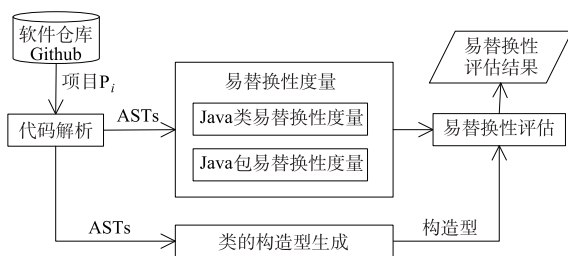 软件仓库
Github
项目Pi
代码解析
ASTs
易替换性度量
Java类易替换性度量
Java包易替换性度量
易替换性
评估结果
易替换性评估
ASTs
类的构造型生成
构造型